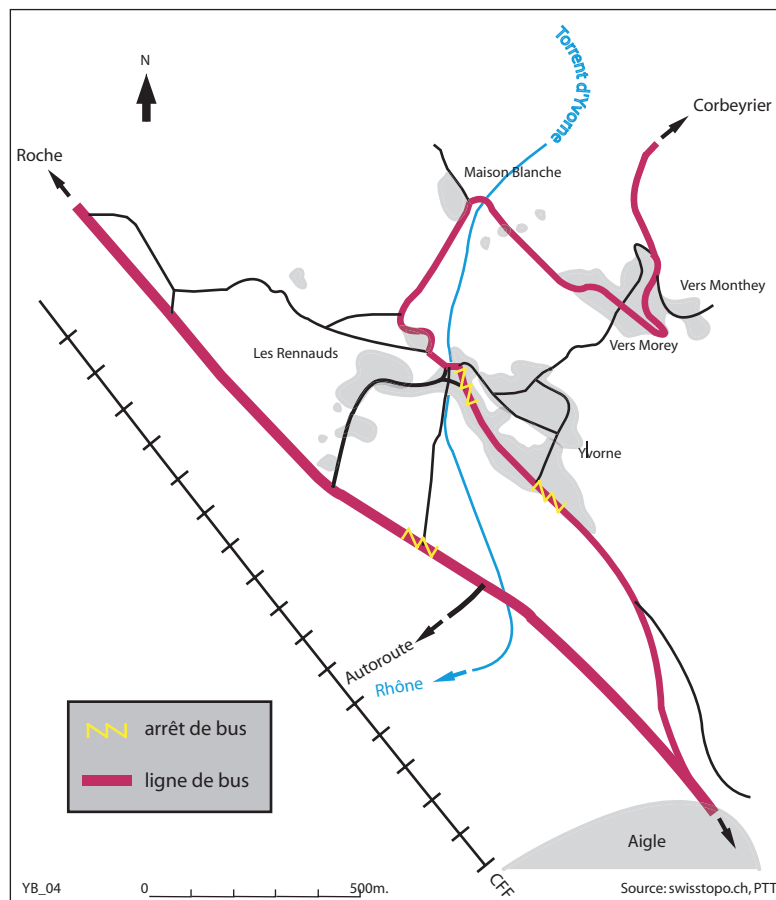 Torrent d'Yvorne
N
Corbeyrier
Roche
Maison Blanche
Vers Monthey
Les Rennauds
Vers Morey
Yvorne
Autoroute
Rhône
arrêt de bus
ligne de bus
Aigle
CFF
YB_04
0
500m.
Source: swisstopo.ch, PTT